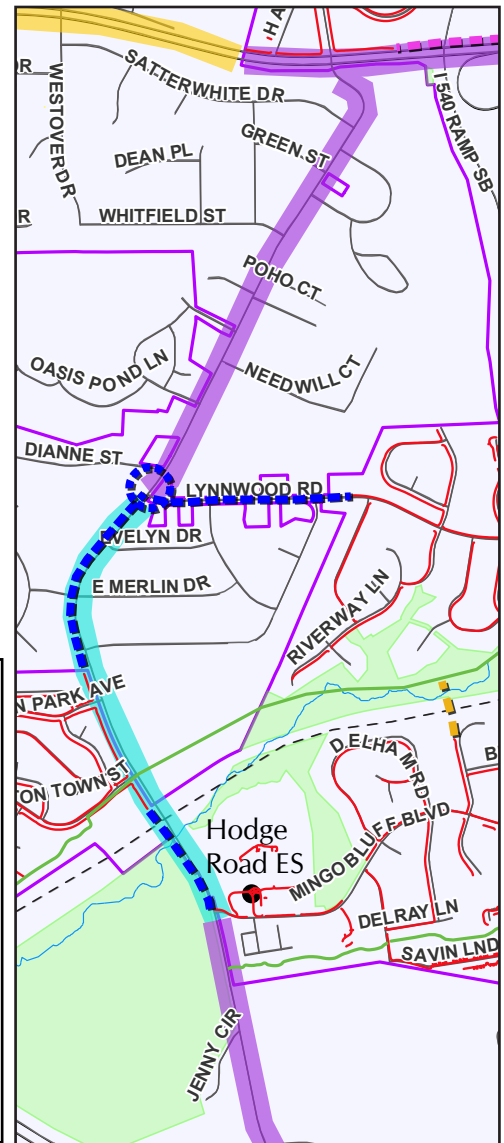 HA
SATTERWHITE DR
I 540 RAMP SB
DR
WESTOVER DR
GREEN ST
DEAN PL
R
WHITFIELD ST
POHO CT
OASIS POND LN
NEEDWILL CT
DIANNE ST
LYNNWOOD RD
EVELYN DR
E MERLIN DR
RIVERWAY LN
N PARK AVE
ON TOWN ST
DELHAM RD
B
Hodge
Road ES
MINGO BLUFF BLVD
DELRAY LN
SAVIN LND
JENNY CIR